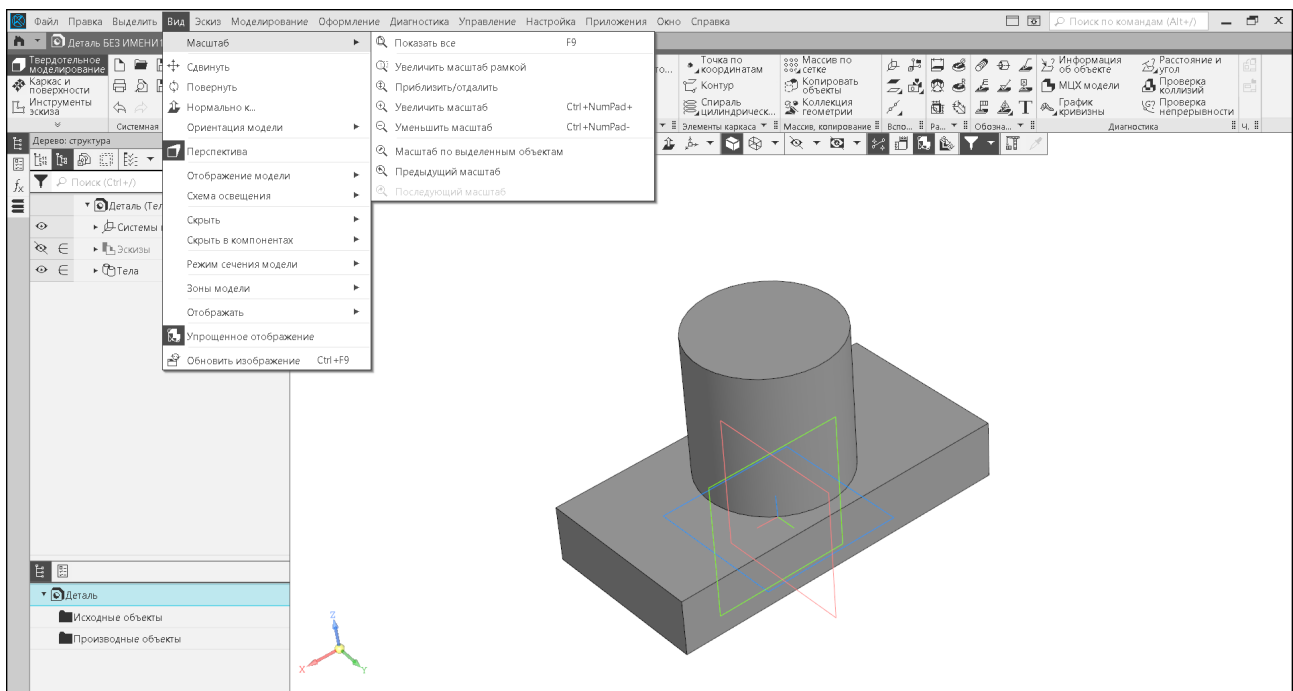 Файл Правка Выделить Вид Эскиз Моделирование Оформление Диагностика Управление Настройка Приложения Окно Справка
Поиск по командам (Alt+/)
Деталь БЕЗ ИМЕНИ1
Твердотельное моделирование
Каркас и поверхности
Инструменты эскиза
Системная
Масштаб
Сдвинуть
Повернуть
Нормально к...
Ориентация модели
Перспектива
Отображение модели
Схема освещения
Скрыть
Скрыть в компонентах
Режим сечения модели
Зоны модели
Отображать
Упрощенное отображение
Обновить изображение Ctrl+F9
Показать все F9
Увеличить масштаб рамкой
Приблизить/отдалить
Увеличить масштаб Ctrl+NumPad+
Уменьшить масштаб Ctrl+NumPad-
Масштаб по выделенным объектам
Предыдущий масштаб
Последующий масштаб
Точка по координатам
Контур
Спираль цилиндрическ...
Элементы каркаса
Массив по сетке
Копировать объекты
Коллекция геометрии
Массив, копирование
Вспо...
Ра...
Обозна...
Информация об объекте
МЦХ модели
График кривизны
Расстояние и угол
Проверка коллизий
Проверка непрерывности
Диагностика
Ч.
Дерево: структура
Поиск (Ctrl+/)
Деталь (Тел
Системы
Эскизы
Тела
Деталь
Исходные объекты
Производные объекты
Z
X
Y